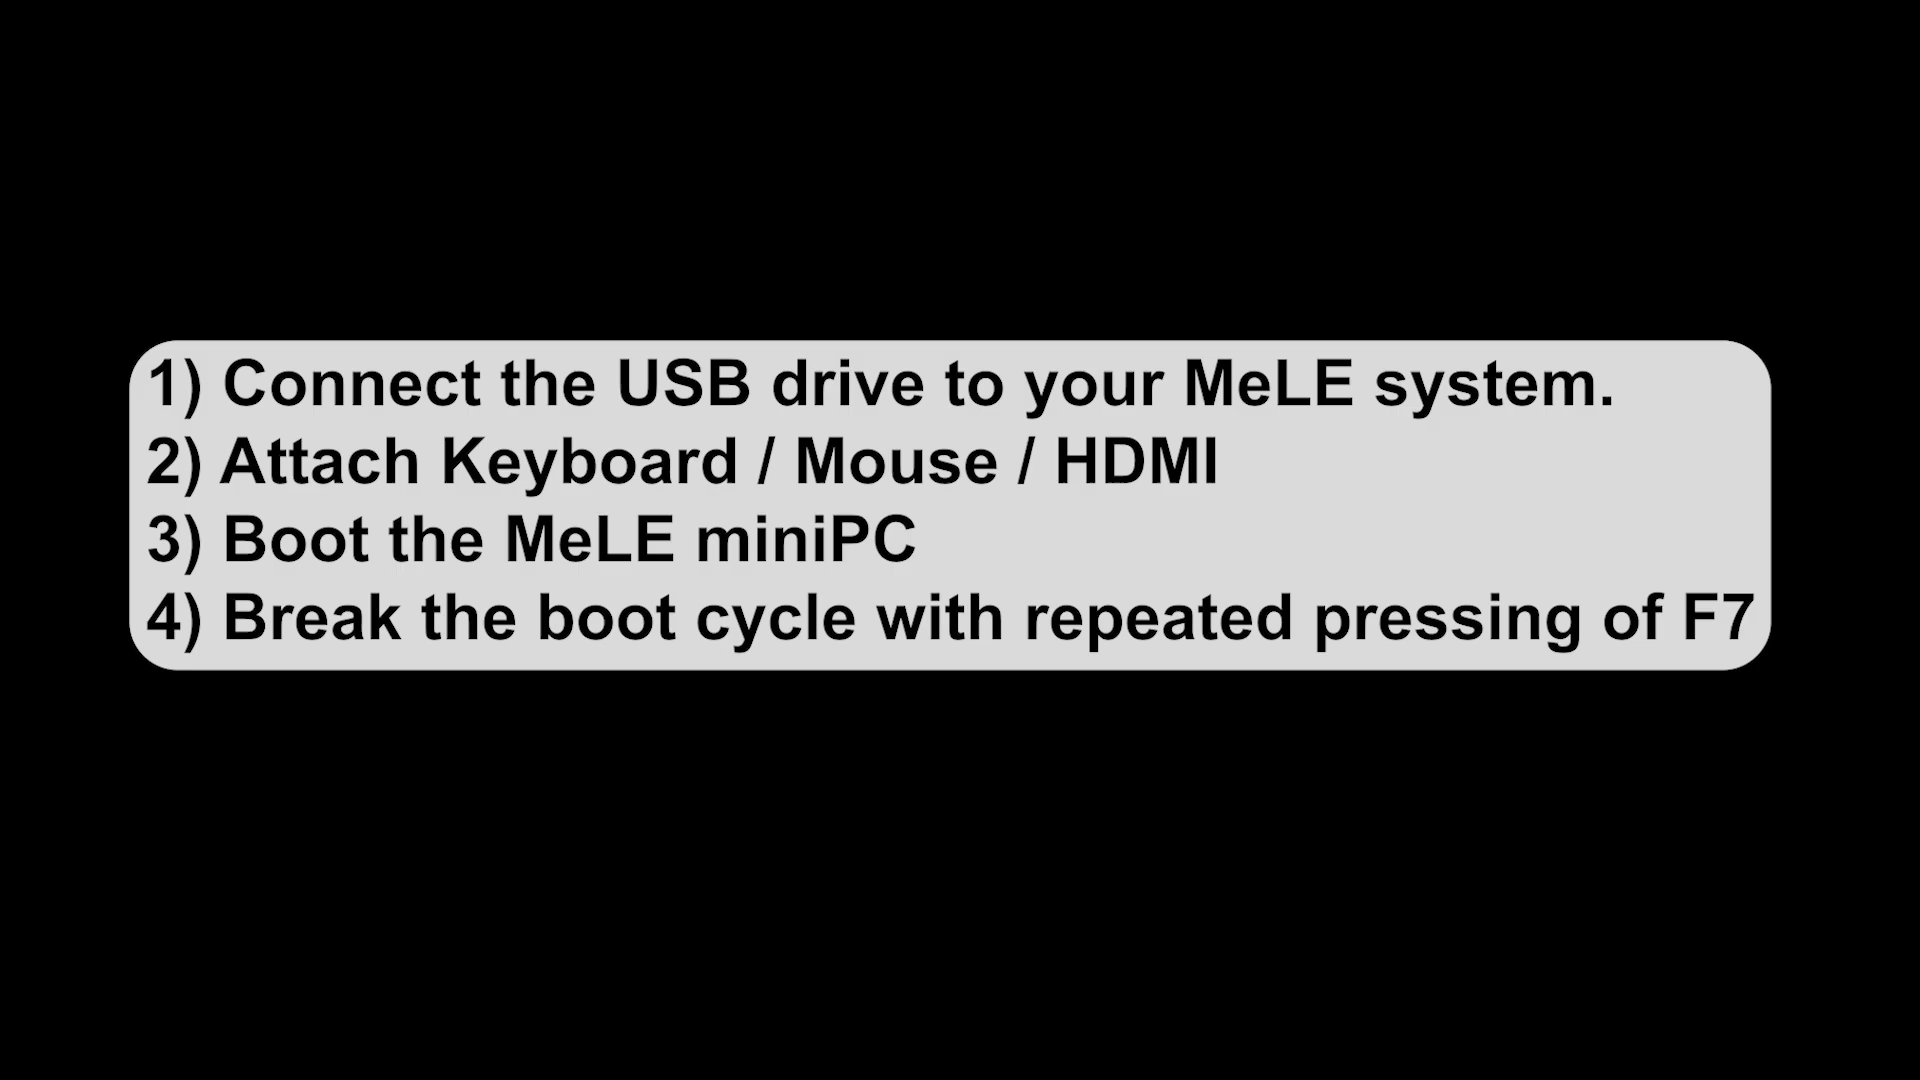 1) Connect the USB drive to your MeLE system.
2) Attach Keyboard / Mouse / HDMI
3) Boot the MeLE miniPC
4) Break the boot cycle with repeated pressing of F7